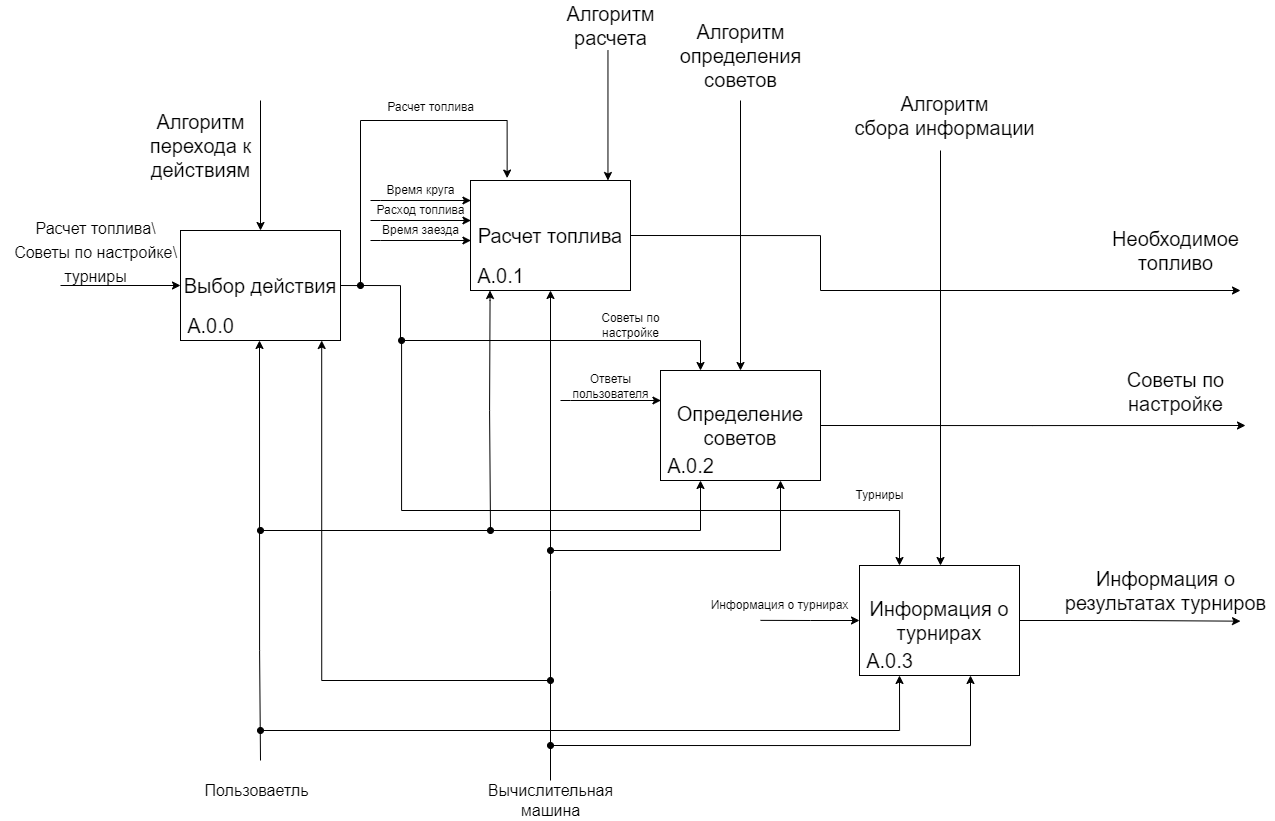 Алгоритм
расчета
Алгоритм
определения
советов
Расчет топлива
Алгоритм
сбора информации
Алгоритм
перехода к
действиям
Время круга
Расход топлива
Время заезда
Расчет топлива
А.0.1
Расчет топлива\
Советы по настройке\
турниры
Выбор действия
А.0.0
Необходимое
топливо
Советы по
настройке
Ответы
пользователя
Определение
советов
А.0.2
Советы по
настройке
Турниры
Информация о турнирах
Информация о
турнирах
А.0.3
Информация о
результатах турниров
Пользоваетль
Вычислительная
машина